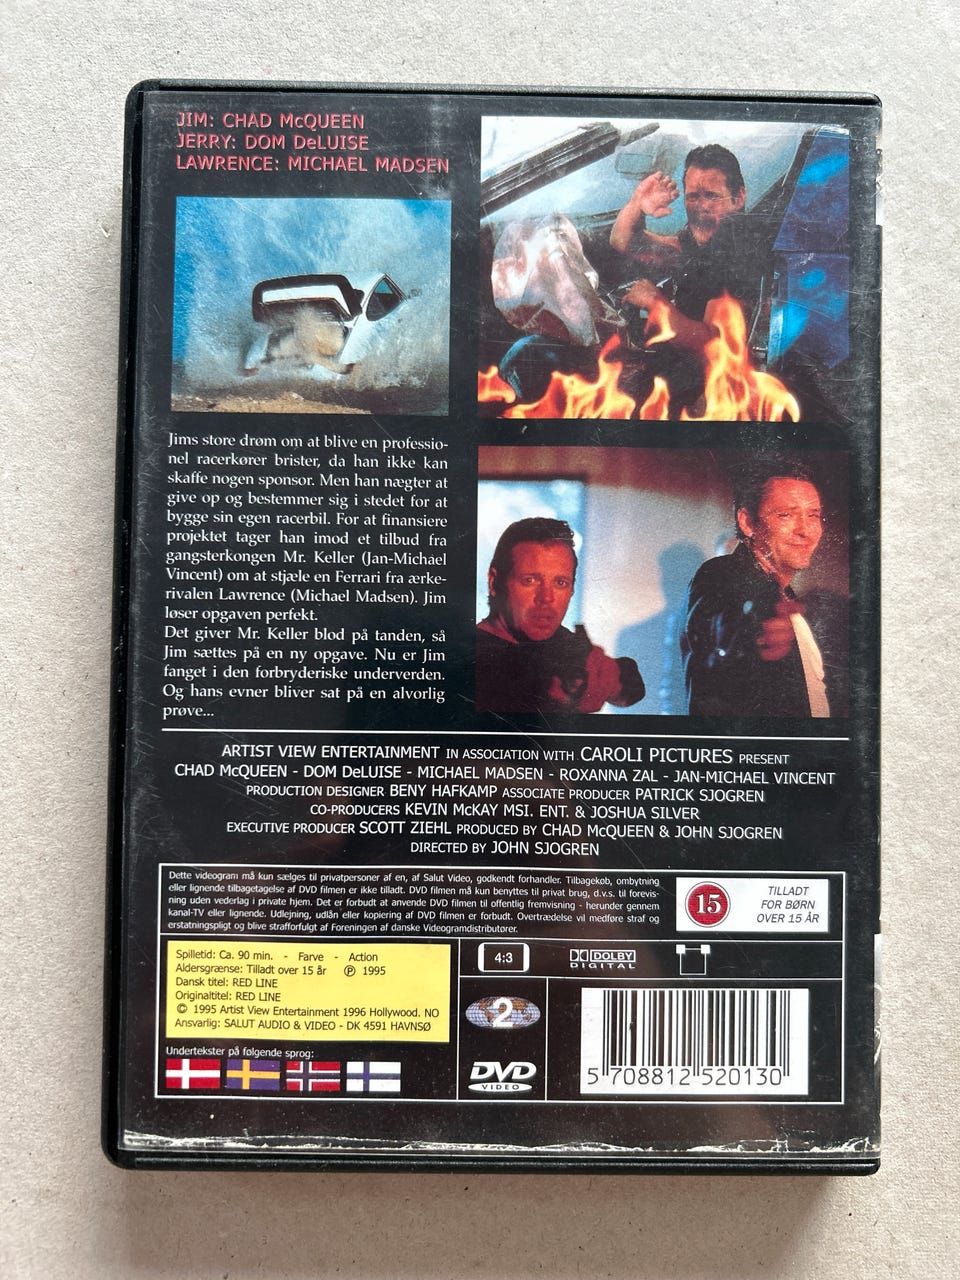 JIM: CHAD McQUEEN
JERRY: DOM DeLUISE
LAWRENCE: MICHAEL MADSEN
Jims store drøm om at blive en professio-
nel racerkører brister, da han ikke kan
skaffe nogen sponsor. Men han nægter at
give op og bestemmer sig i stedet for at
bygge sin egen racerbil. For at finansiere
projektet tager han imod et tilbud fra
gangsterkongen Mr. Keller (Jan-Michael
Vincent) om at stjæle en Ferrari fra ærke-
rivalen Lawrence (Michael Madsen). Jim
løser opgaven perfekt.
Det giver Mr. Keller blod på tanden, så
Jim sættes på en ny opgave. Nu er Jim
fanget i den forbryderiske underverden.
Og hans evner bliver sat på en alvorlig
prøve...
ARTIST VIEW ENTERTAINMENT IN ASSOCIATION WITH CAROLI PICTURES PRESENT
CHAD McQUEEN - DOM DeLUISE - MICHAEL MADSEN - ROXANNA ZAL - JAN-MICHAEL VINCENT
PRODUCTION DESIGNER BENY HAFKAMP ASSOCIATE PRODUCER PATRICK SJOGREN
CO-PRODUCERS KEVIN McKAY MSI. ENT. & JOSHUA SILVER
EXECUTIVE PRODUCER SCOTT ZIEHL PRODUCED BY CHAD McQUEEN & JOHN SJOGREN
DIRECTED BY JOHN SJOGREN
Dette videogram må kun sælges til privatpersoner af en, af Salut Video, godkendt forhandler. Tilbagekøb, ombytning
eller lignende tilbagetagelse af DVD filmen er ikke tilladt. DVD filmen må kun benyttes til privat brug, d.v.s. til forevis-
ning uden vederlag i private hjem. Det er forbudt at anvende DVD filmen til offentlig fremvisning - herunder gennem
kanal-TV eller lignende. Udlejning, udlån eller kopiering af DVD filmen er forbudt. Overtrædelse vil medføre straf og
erstatningspligt og blive strafforfulgt af Foreningen af danske Videogramdistributører.
15
TILLADT
FOR BØRN
OVER 15 ÅR
Spilletid: Ca. 90 min. - Farve - Action
Aldersgrænse: Tilladt over 15 år Ⓟ 1995
Dansk titel: RED LINE
Originaltitel: RED LINE
© 1995 Artist View Entertainment 1996 Hollywood. NO
Ansvarlig: SALUT AUDIO & VIDEO - DK 4591 HAVNSØ
Undertekster på følgende sprog:
4:3
DOLBY
DIGITAL
2
DVD
VIDEO
5 708812 520130